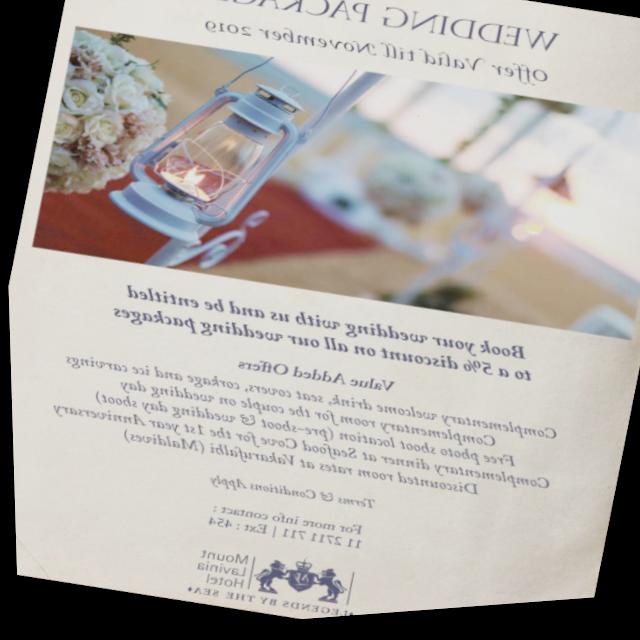 WEDDING PACKAG
Offer Valid till November 2019
Book your wedding with us and be entitled
to a 5% discount on all our wedding packages
Value Added Offers
Complementary welcome drink, seat covers, corkage and ice carvings
Complementary room for the couple on wedding day
Free photo shoot location (pre-shoot & wedding day shoot)
Complementary dinner at Seafood Cove for the 1st year Anniversary
Discounted room rates at Vakarufalhi (Maldives)
Terms & Condition Apply
For more info contact :
11 2711 711 | Ext : 454
Mount
Lavinia
Hotel
LEGENDS BY THE SEA